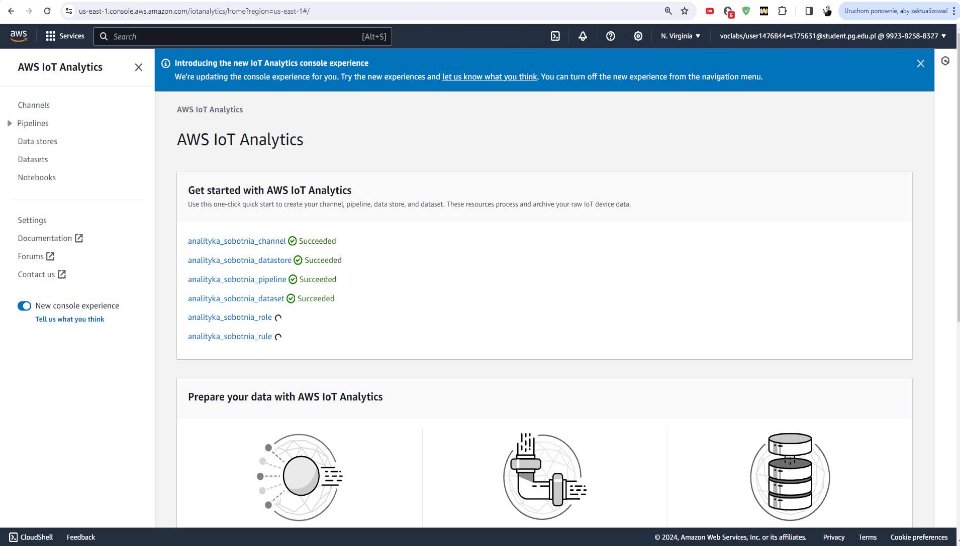 us-east-1.console.aws.amazon.com/iotanalytics/home?region=us-east-1#/
Uruchom ponownie, aby zaktualizować
aws
Services
Search
[Alt+S]
N. Virginia
voclabs/user1476844=s175631@student.pg.edu.pl @ 9923-8258-8327
AWS IoT Analytics
Channels
Pipelines
Data stores
Datasets
Notebooks
Settings
Documentation
Forums
Contact us
New console experience
Tell us what you think
Introducing the new IoT Analytics console experience
We're updating the console experience for you. Try the new experiences and let us know what you think. You can turn off the new experience from the navigation menu.
AWS IoT Analytics
AWS IoT Analytics
Get started with AWS IoT Analytics
Use this one-click quick start to create your channel, pipeline, data store, and dataset. These resources process and archive your raw IoT device data.
analityka_sobotnia_channel Succeeded
analityka_sobotnia_datastore Succeeded
analityka_sobotnia_pipeline Succeeded
analityka_sobotnia_dataset Succeeded
analityka_sobotnia_role
analityka_sobotnia_rule
Prepare your data with AWS IoT Analytics
CloudShell
Feedback
© 2024, Amazon Web Services, Inc. or its affiliates.
Privacy
Terms
Cookie preferences